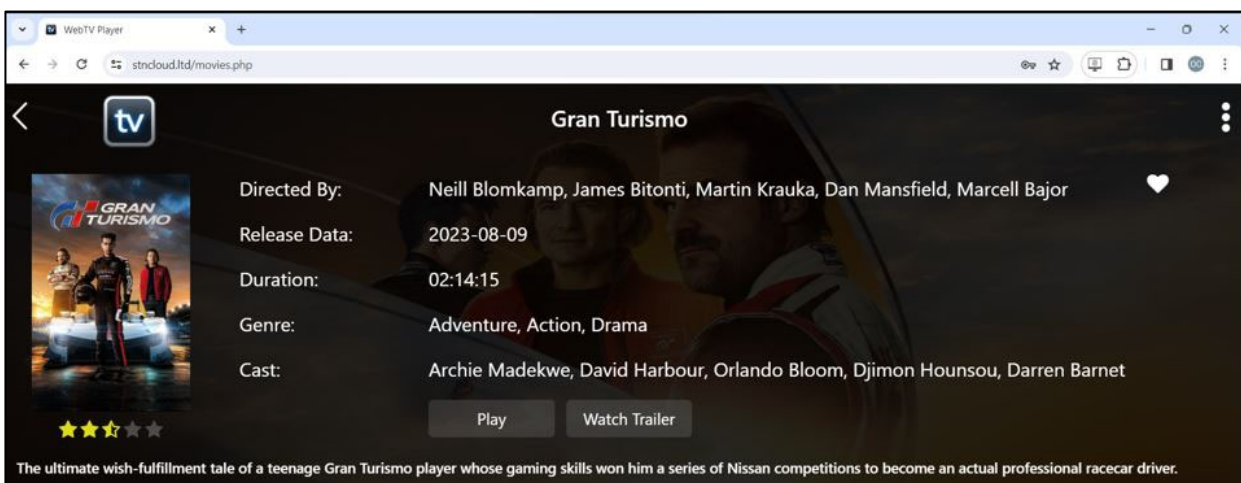 WebTV Player
stncloud.ltd/movies.php
tv
Gran Turismo
GRAN
TURISMO
Directed By: Neill Blomkamp, James Bitonti, Martin Krauka, Dan Mansfield, Marcell Bajor
Release Data: 2023-08-09
Duration: 02:14:15
Genre: Adventure, Action, Drama
Cast: Archie Madekwe, David Harbour, Orlando Bloom, Djimon Hounsou, Darren Barnet
Play Watch Trailer
The ultimate wish-fulfillment tale of a teenage Gran Turismo player whose gaming skills won him a series of Nissan competitions to become an actual professional racecar driver.